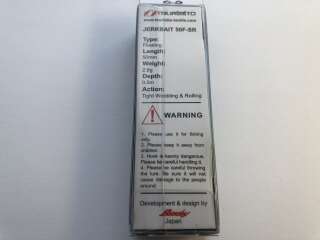 TSURIBITO
www.tsuribito-tackle.com
JERKBAIT 50F-SR
Type:
Floating
Length:
50mm
Weight:
Depth:
0.5m
Action:
Tight Wobbling & Rolling
WARNING
1. Please use it for fishing
only.
2. Please keep it away from
children.
3. Hook is keenly dangerous.
Please be careful handling it.
4. Please be careful throwing
the lure. Be sure it will not
cause damage to the people
around.
Development & design by
Japan